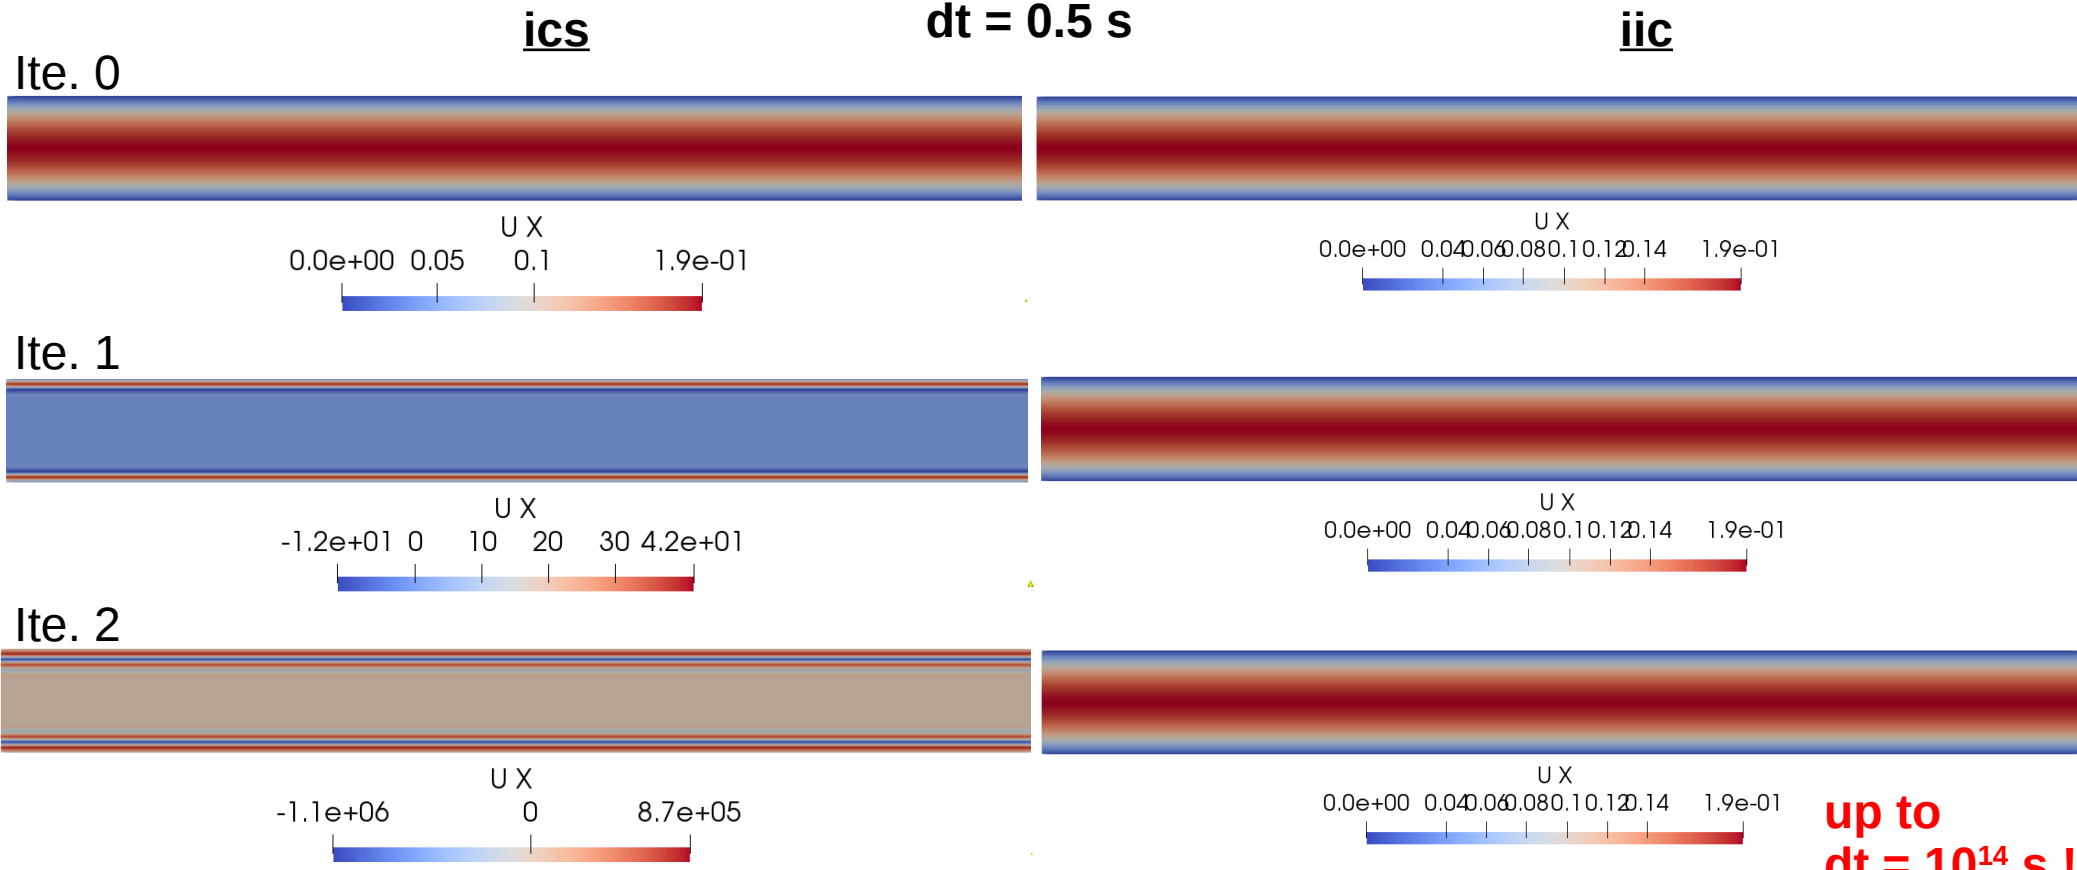 ics
dt = 0.5 s
iic
Ite. 0
U X
0.0e+00 0.05 0.1 1.9e-01
U X
0.0e+00 0.04 0.06 0.08 0.1 0.12 0.14 1.9e-01
Ite. 1
U X
-1.2e+01 0 10 20 30 4.2e+01
U X
0.0e+00 0.04 0.06 0.08 0.1 0.12 0.14 1.9e-01
Ite. 2
U X
-1.1e+06 0 8.7e+05
U X
0.0e+00 0.04 0.06 0.08 0.1 0.12 0.14 1.9e-01
up to
dt = 10¹⁴ s !